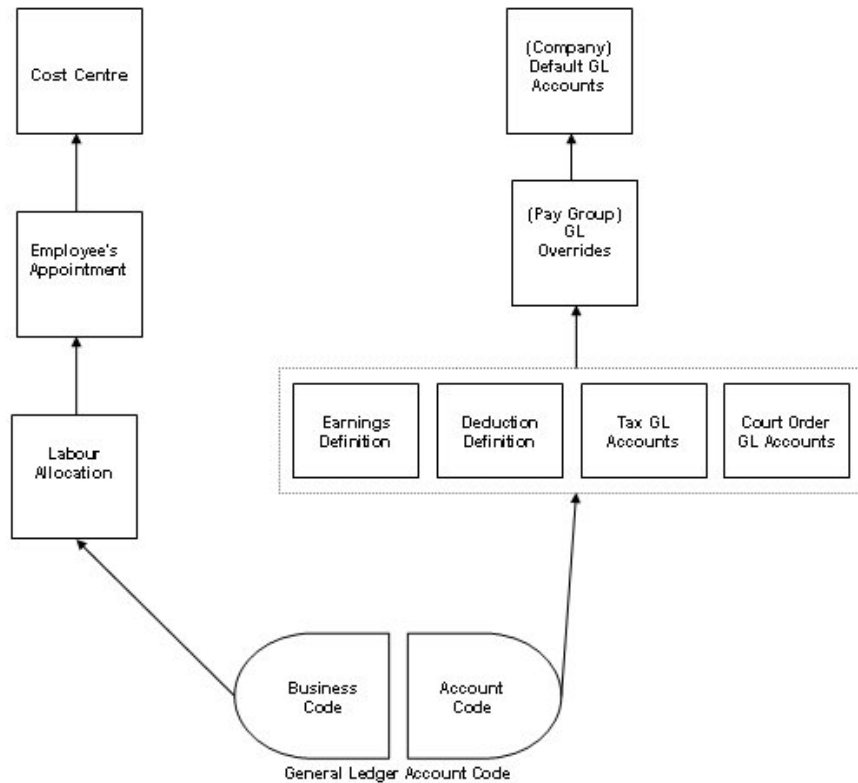 Cost Centre
(Company)
Default GL
Accounts
Employee's
Appointment
(Pay Group)
GL
Overrides
Labour
Allocation
Earnings
Definition
Deduction
Definition
Tax GL
Accounts
Court Order
GL Accounts
Business
Code
Account
Code
General Ledger Account Code